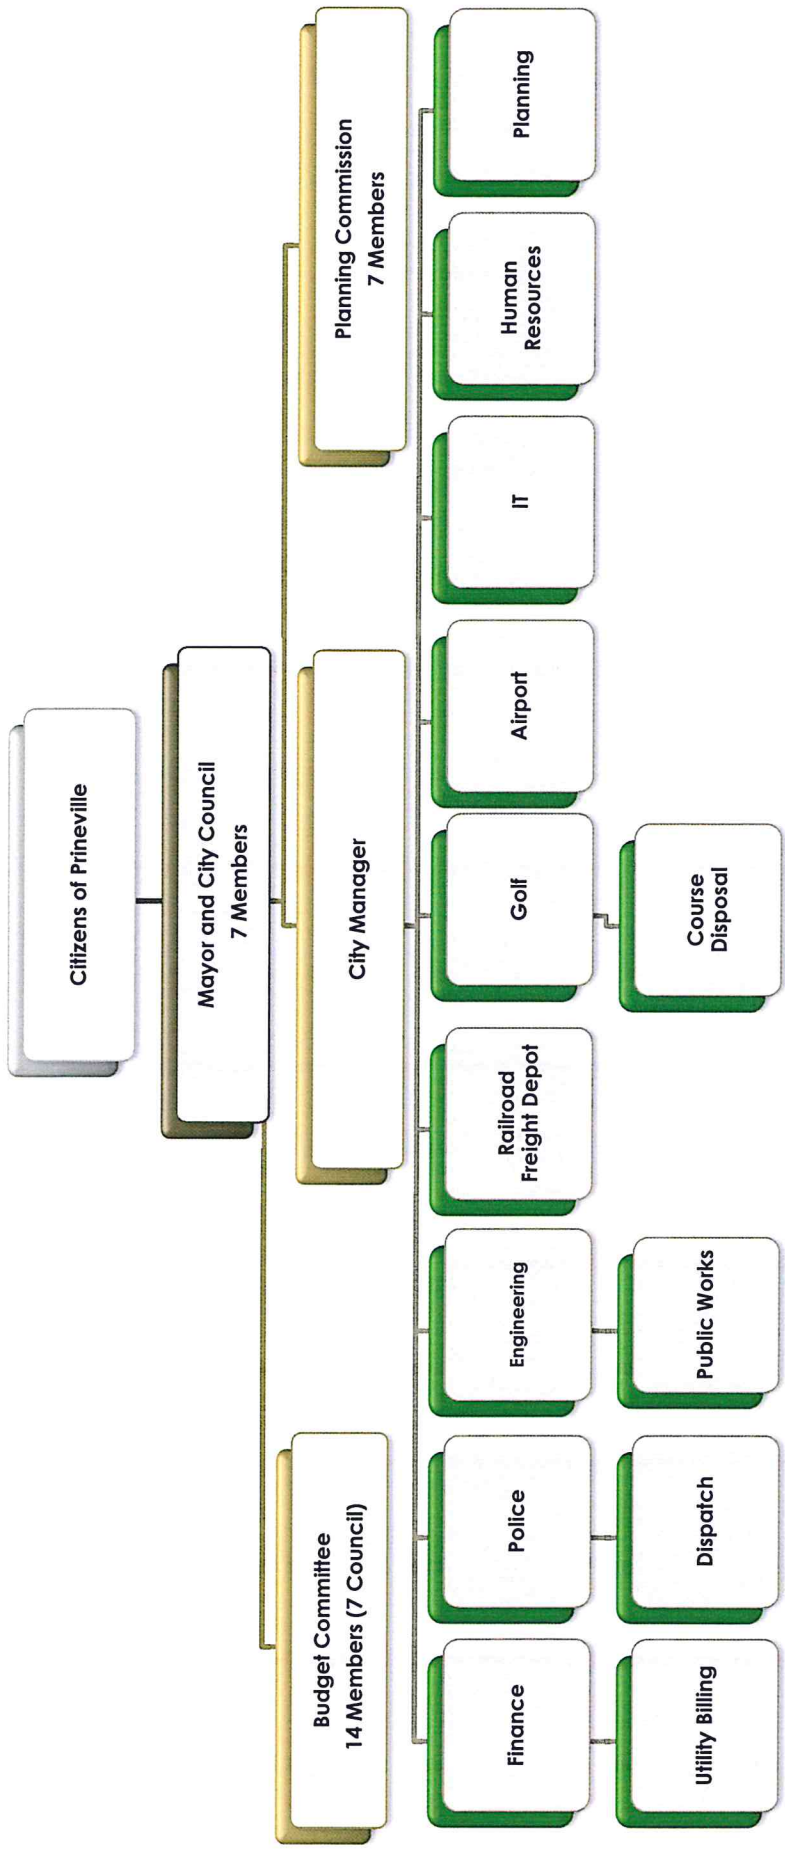 Citizens of Prineville
Mayor and City Council
7 Members
Budget Committee
14 Members (7 Council)
City Manager
Planning Commission
7 Members
Finance
Police
Engineering
Railroad
Freight Depot
Golf
Airport
IT
Human
Resources
Planning
Utility Billing
Dispatch
Public Works
Course
Disposal